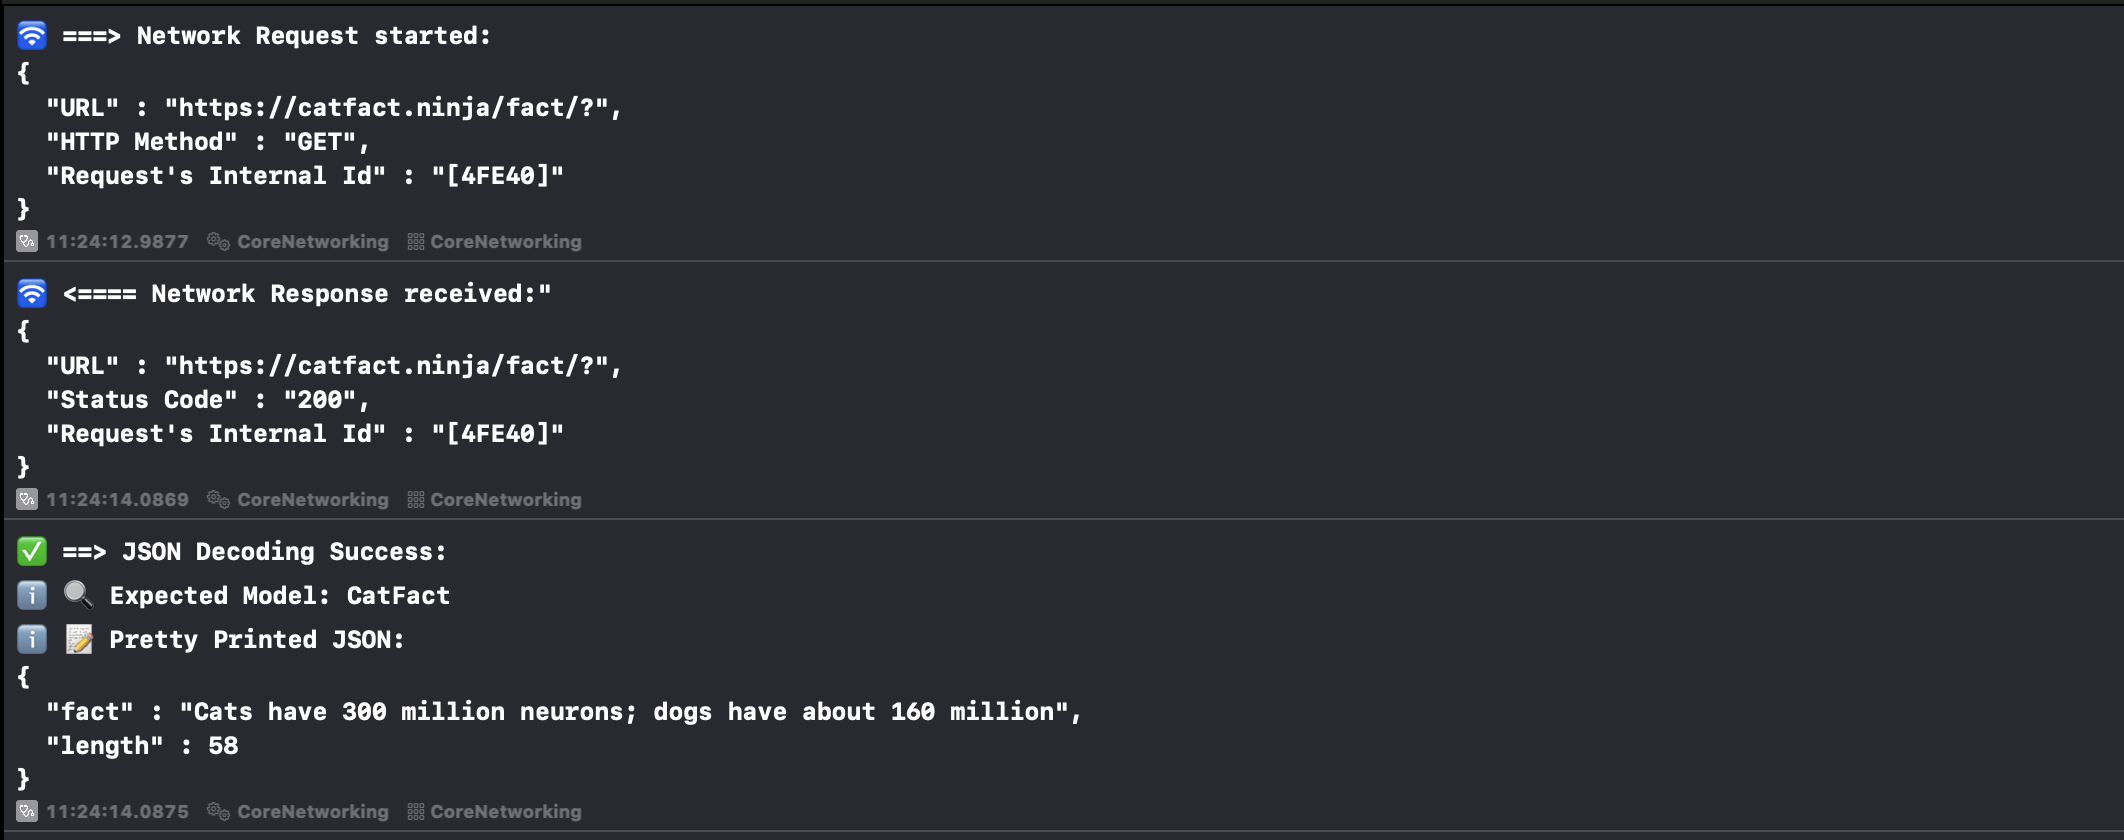 ===> Network Request started:
{
"URL" : "https://catfact.ninja/fact/?",
"HTTP Method" : "GET",
"Request's Internal Id" : "[4FE40]"
}
11:24:12.9877 CoreNetworking CoreNetworking
<==== Network Response received:"
{
"URL" : "https://catfact.ninja/fact/?",
"Status Code" : "200",
"Request's Internal Id" : "[4FE40]"
}
11:24:14.0869 CoreNetworking CoreNetworking
✅ ==> JSON Decoding Success:
ℹ️ 🔍 Expected Model: CatFact
ℹ️ 📝 Pretty Printed JSON:
{
"fact" : "Cats have 300 million neurons; dogs have about 160 million",
"length" : 58
}
11:24:14.0875 CoreNetworking CoreNetworking